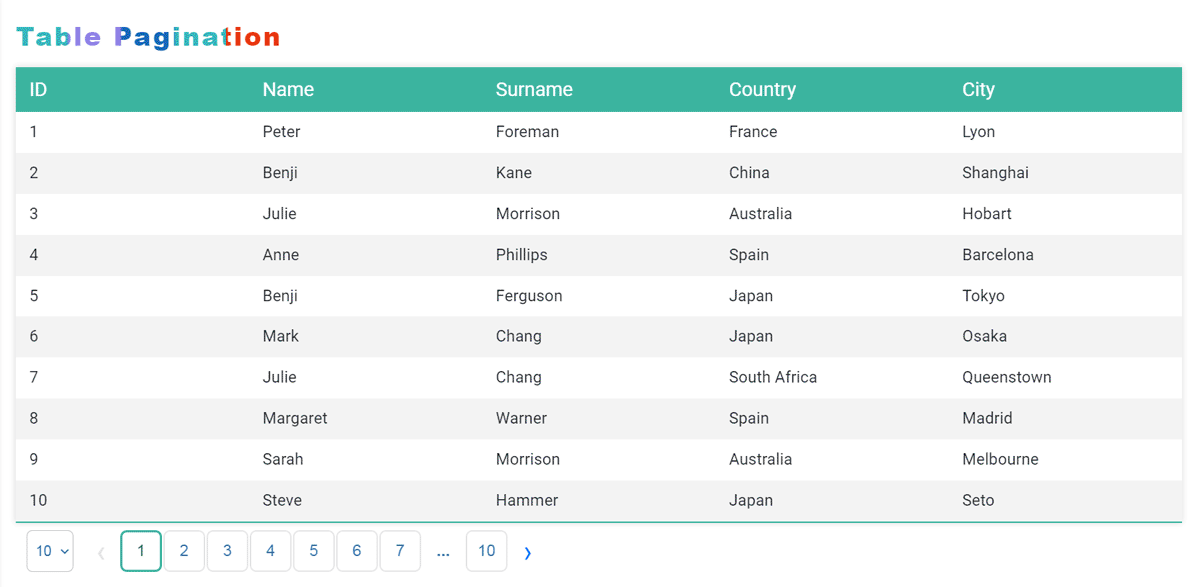 Table Pagination
ID Name Surname Country City
1 Peter Foreman France Lyon
2 Benji Kane China Shanghai
3 Julie Morrison Australia Hobart
4 Anne Phillips Spain Barcelona
5 Benji Ferguson Japan Tokyo
6 Mark Chang Japan Osaka
7 Julie Chang South Africa Queenstown
8 Margaret Warner Spain Madrid
9 Sarah Morrison Australia Melbourne
10 Steve Hammer Japan Seto
10 ‹ 1 2 3 4 5 6 7 ... 10 ›